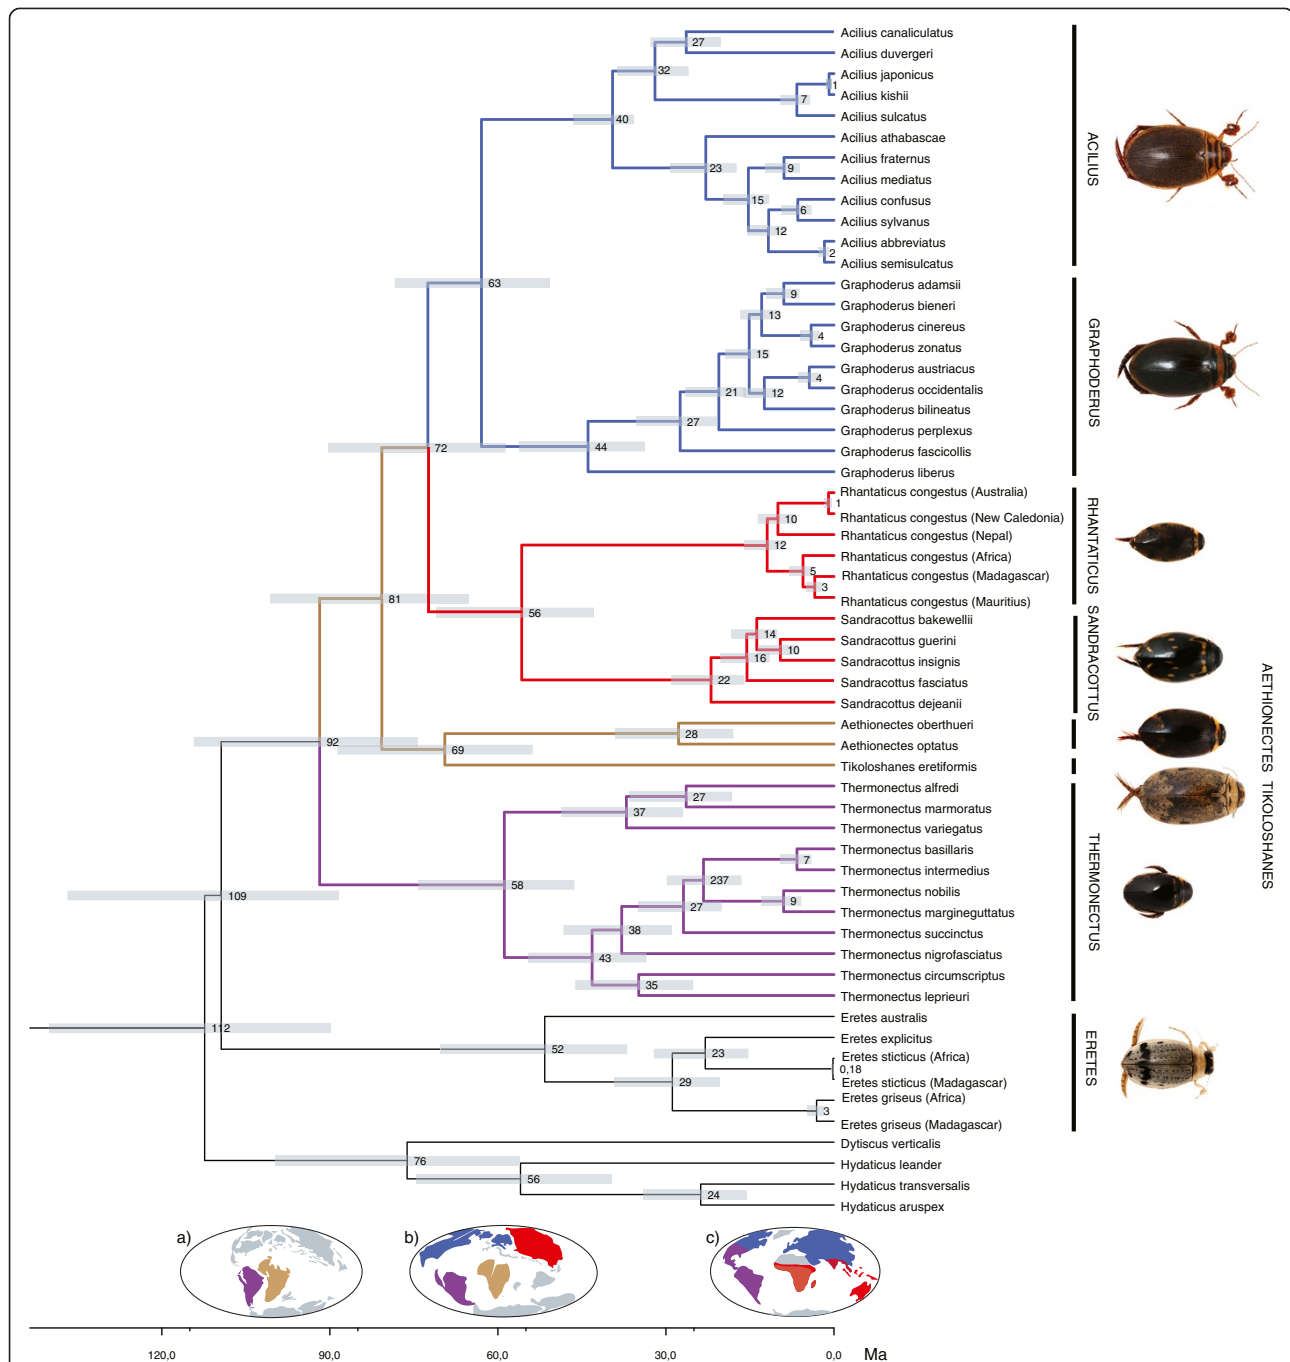 Acilius canaliculatus
27
Acilius duvergeri
32
Acilius japonicus
1
Acilius kishii
7
Acilius sulcatus
40
Acilius athabascae
23
Acilius fraternus
9
Acilius mediatus
15
Acilius confusus
6
Acilius sylvanus
12
Acilius abbreviatus
2
Acilius semisulcatus
ACILIUS
63
Graphoderus adamsii
9
Graphoderus bieneri
13
Graphoderus cinereus
4
Graphoderus zonatus
15
Graphoderus austriacus
4
Graphoderus occidentalis
21
12
Graphoderus bilineatus
27
Graphoderus perplexus
44
Graphoderus fascicollis
Graphoderus liberus
GRAPHODERUS
72
Rhantaticus congestus (Australia)
1
Rhantaticus congestus (New Caledonia)
10
Rhantaticus congestus (Nepal)
12
Rhantaticus congestus (Africa)
5
Rhantaticus congestus (Madagascar)
3
Rhantaticus congestus (Mauritius)
RHANTATICUS
81
56
Sandracottus bakewellii
14
Sandracottus guerini
10
Sandracottus insignis
16
Sandracottus fasciatus
22
Sandracottus dejeanii
SANDRACOTTUS
Aethionectes oberthueri
28
Aethionectes optatus
92
69
Tikoloshanes eretiformis
AETHIONECTES TIKOLOSHANES
Thermonectus alfredi
27
Thermonectus marmoratus
37
Thermonectus variegatus
Thermonectus basillaris
7
Thermonectus intermedius
58
237
Thermonectus nobilis
9
Thermonectus margineguttatus
109
27
Thermonectus succinctus
38
Thermonectus nigrofasciatus
43
Thermonectus circumscriptus
35
Thermonectus leprieuri
THERMONECTUS
112
Eretes australis
52
Eretes explicitus
23
Eretes sticticus (Africa)
0,18
Eretes sticticus (Madagascar)
29
Eretes griseus (Africa)
3
Eretes griseus (Madagascar)
ERETES
Dytiscus verticalis
76
Hydaticus leander
56
Hydaticus transversalis
24
Hydaticus aruspex
a)
b)
c)
120,0
90,0
60,0
30,0
0,0
Ma